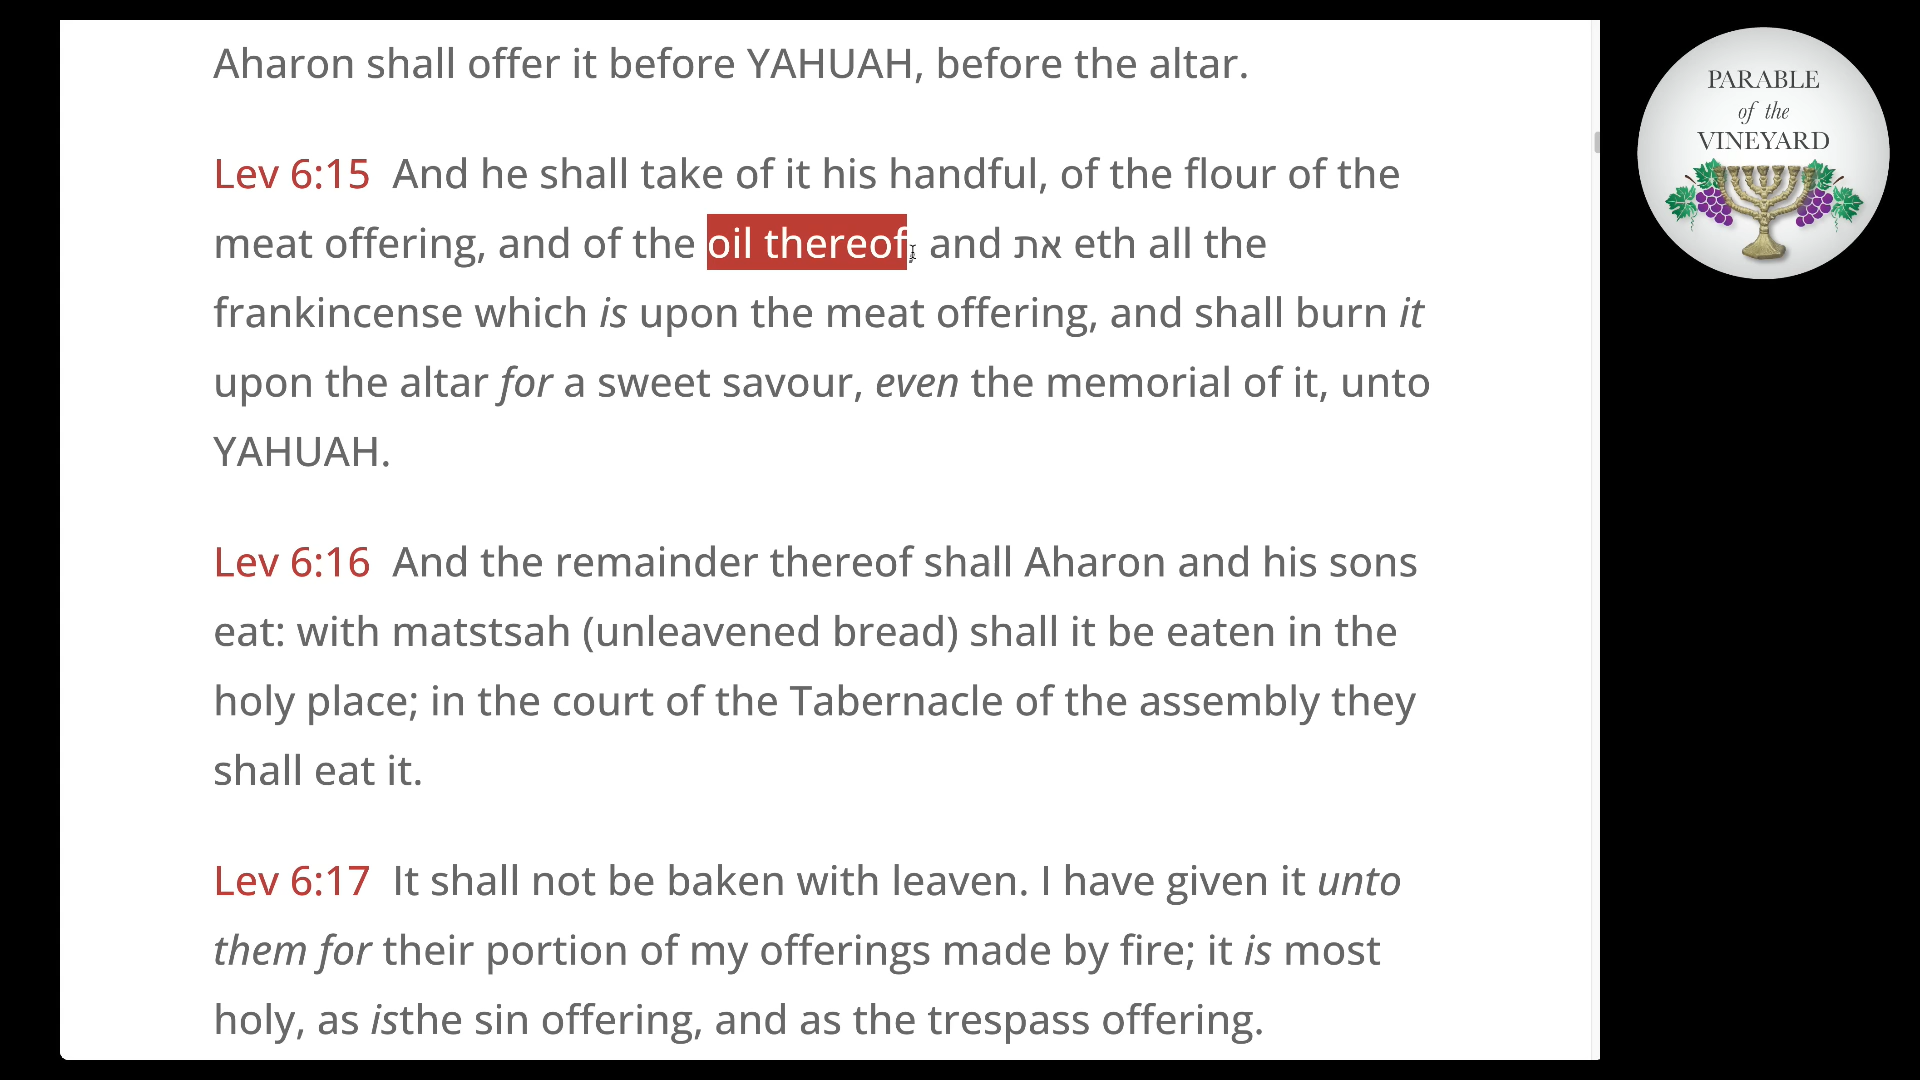 Aharon shall offer it before YAHUAH, before the altar.
Lev 6:15 And he shall take of it his handful, of the flour of the
meat offering, and of the oil thereof, and את eth all the
frankincense which is upon the meat offering, and shall burn it
upon the altar for a sweet savour, even the memorial of it, unto
YAHUAH.
Lev 6:16 And the remainder thereof shall Aharon and his sons
eat: with matstsah (unleavened bread) shall it be eaten in the
holy place; in the court of the Tabernacle of the assembly they
shall eat it.
Lev 6:17 It shall not be baken with leaven. I have given it unto
them for their portion of my offerings made by fire; it is most
holy, as isthe sin offering, and as the trespass offering.
PARABLE
of the
VINEYARD